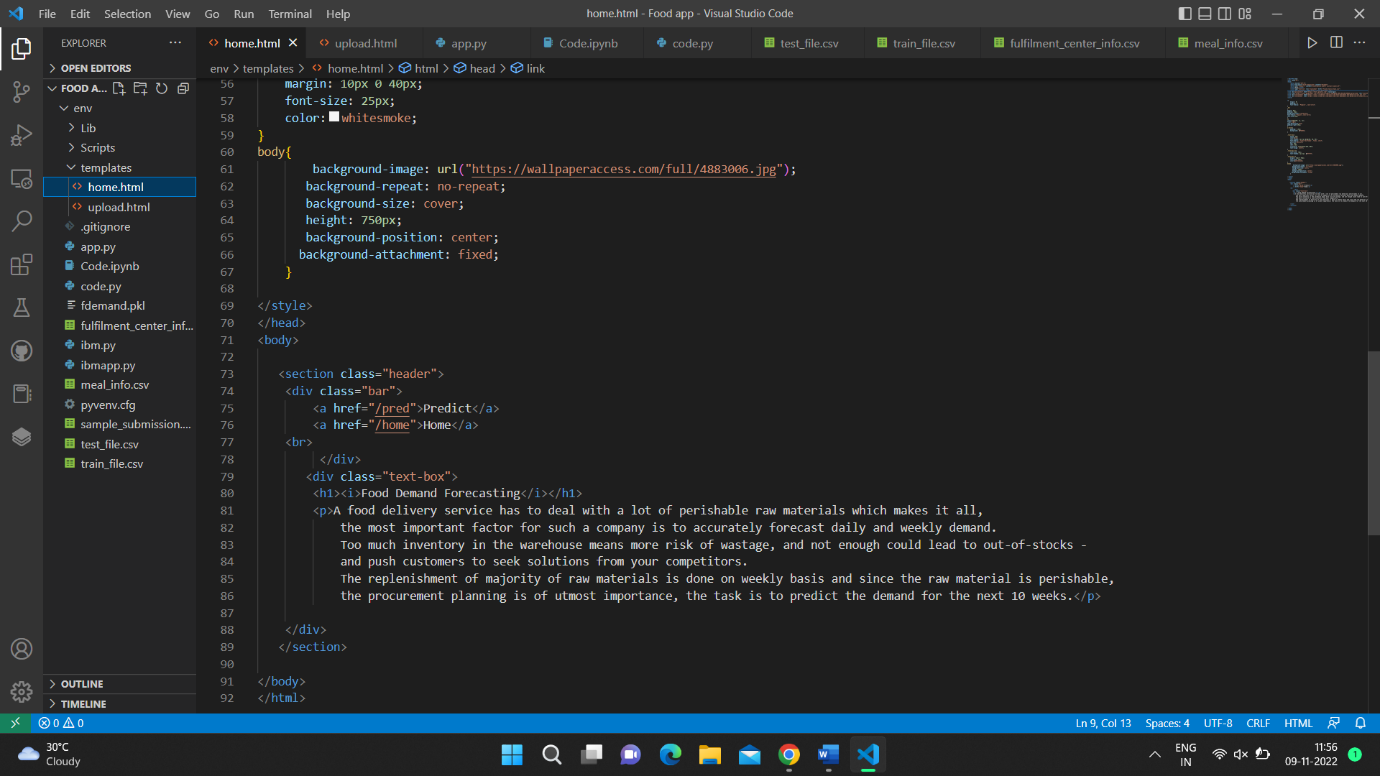 File Edit Selection View Go Run Terminal Help
home.html - Food app - Visual Studio Code
EXPLORER
OPEN EDITORS
FOOD A...
env
Lib
Scripts
templates
home.html
upload.html
.gitignore
app.py
Code.ipynb
code.py
fdemand.pkl
fulfilment_center_inf...
ibm.py
ibmapp.py
meal_info.csv
pyvenv.cfg
sample_submission....
test_file.csv
train_file.csv
OUTLINE
TIMELINE
home.html upload.html app.py Code.ipynb code.py test_file.csv train_file.csv fulfilment_center_info.csv meal_info.csv
env > templates > home.html > html > head > link
56 margin: 10px 0 40px;
57 font-size: 25px;
58 color: whitesmoke;
59 }
60 body{
61 background-image: url("https://wallpaperaccess.com/full/4883006.jpg");
62 background-repeat: no-repeat;
63 background-size: cover;
64 height: 750px;
65 background-position: center;
66 background-attachment: fixed;
67 }
68
69 </style>
70 </head>
71 <body>
72
73 <section class="header">
74 <div class="bar">
75 <a href="/pred">Predict</a>
76 <a href="/home">Home</a>
77 <br>
78 </div>
79 <div class="text-box">
80 <h1><i>Food Demand Forecasting</i></h1>
81 <p>A food delivery service has to deal with a lot of perishable raw materials which makes it all,
82 the most important factor for such a company is to accurately forecast daily and weekly demand.
83 Too much inventory in the warehouse means more risk of wastage, and not enough could lead to out-of-stocks -
84 and push customers to seek solutions from your competitors.
85 The replenishment of majority of raw materials is done on weekly basis and since the raw material is perishable,
86 the procurement planning is of utmost importance, the task is to predict the demand for the next 10 weeks.</p>
87
88 </div>
89 </section>
90
91 </body>
92 </html>
0 0
Ln 9, Col 13 Spaces: 4 UTF-8 CRLF HTML
30°C
Cloudy
ENG
IN
11:56
09-11-2022
1